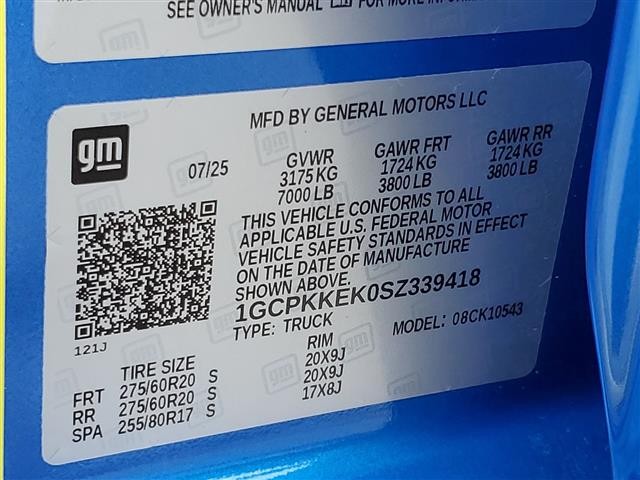 SEE OWNER'S MANUAL FOR MORE
gm
MFD BY GENERAL MOTORS LLC
07/25
GVWR GAWR FRT GAWR RR
3175 KG 1724 KG 1724 KG
7000 LB 3800 LB 3800 LB
THIS VEHICLE CONFORMS TO ALL
APPLICABLE U.S. FEDERAL MOTOR
VEHICLE SAFETY STANDARDS IN EFFECT
ON THE DATE OF MANUFACTURE
SHOWN ABOVE.
1GCPKKEK0SZ339418
TYPE: TRUCK MODEL: 08CK10543
121J
TIRE SIZE RIM
FRT 275/60R20 S 20X9J
RR 275/60R20 S 20X9J
SPA 255/80R17 S 17X8J